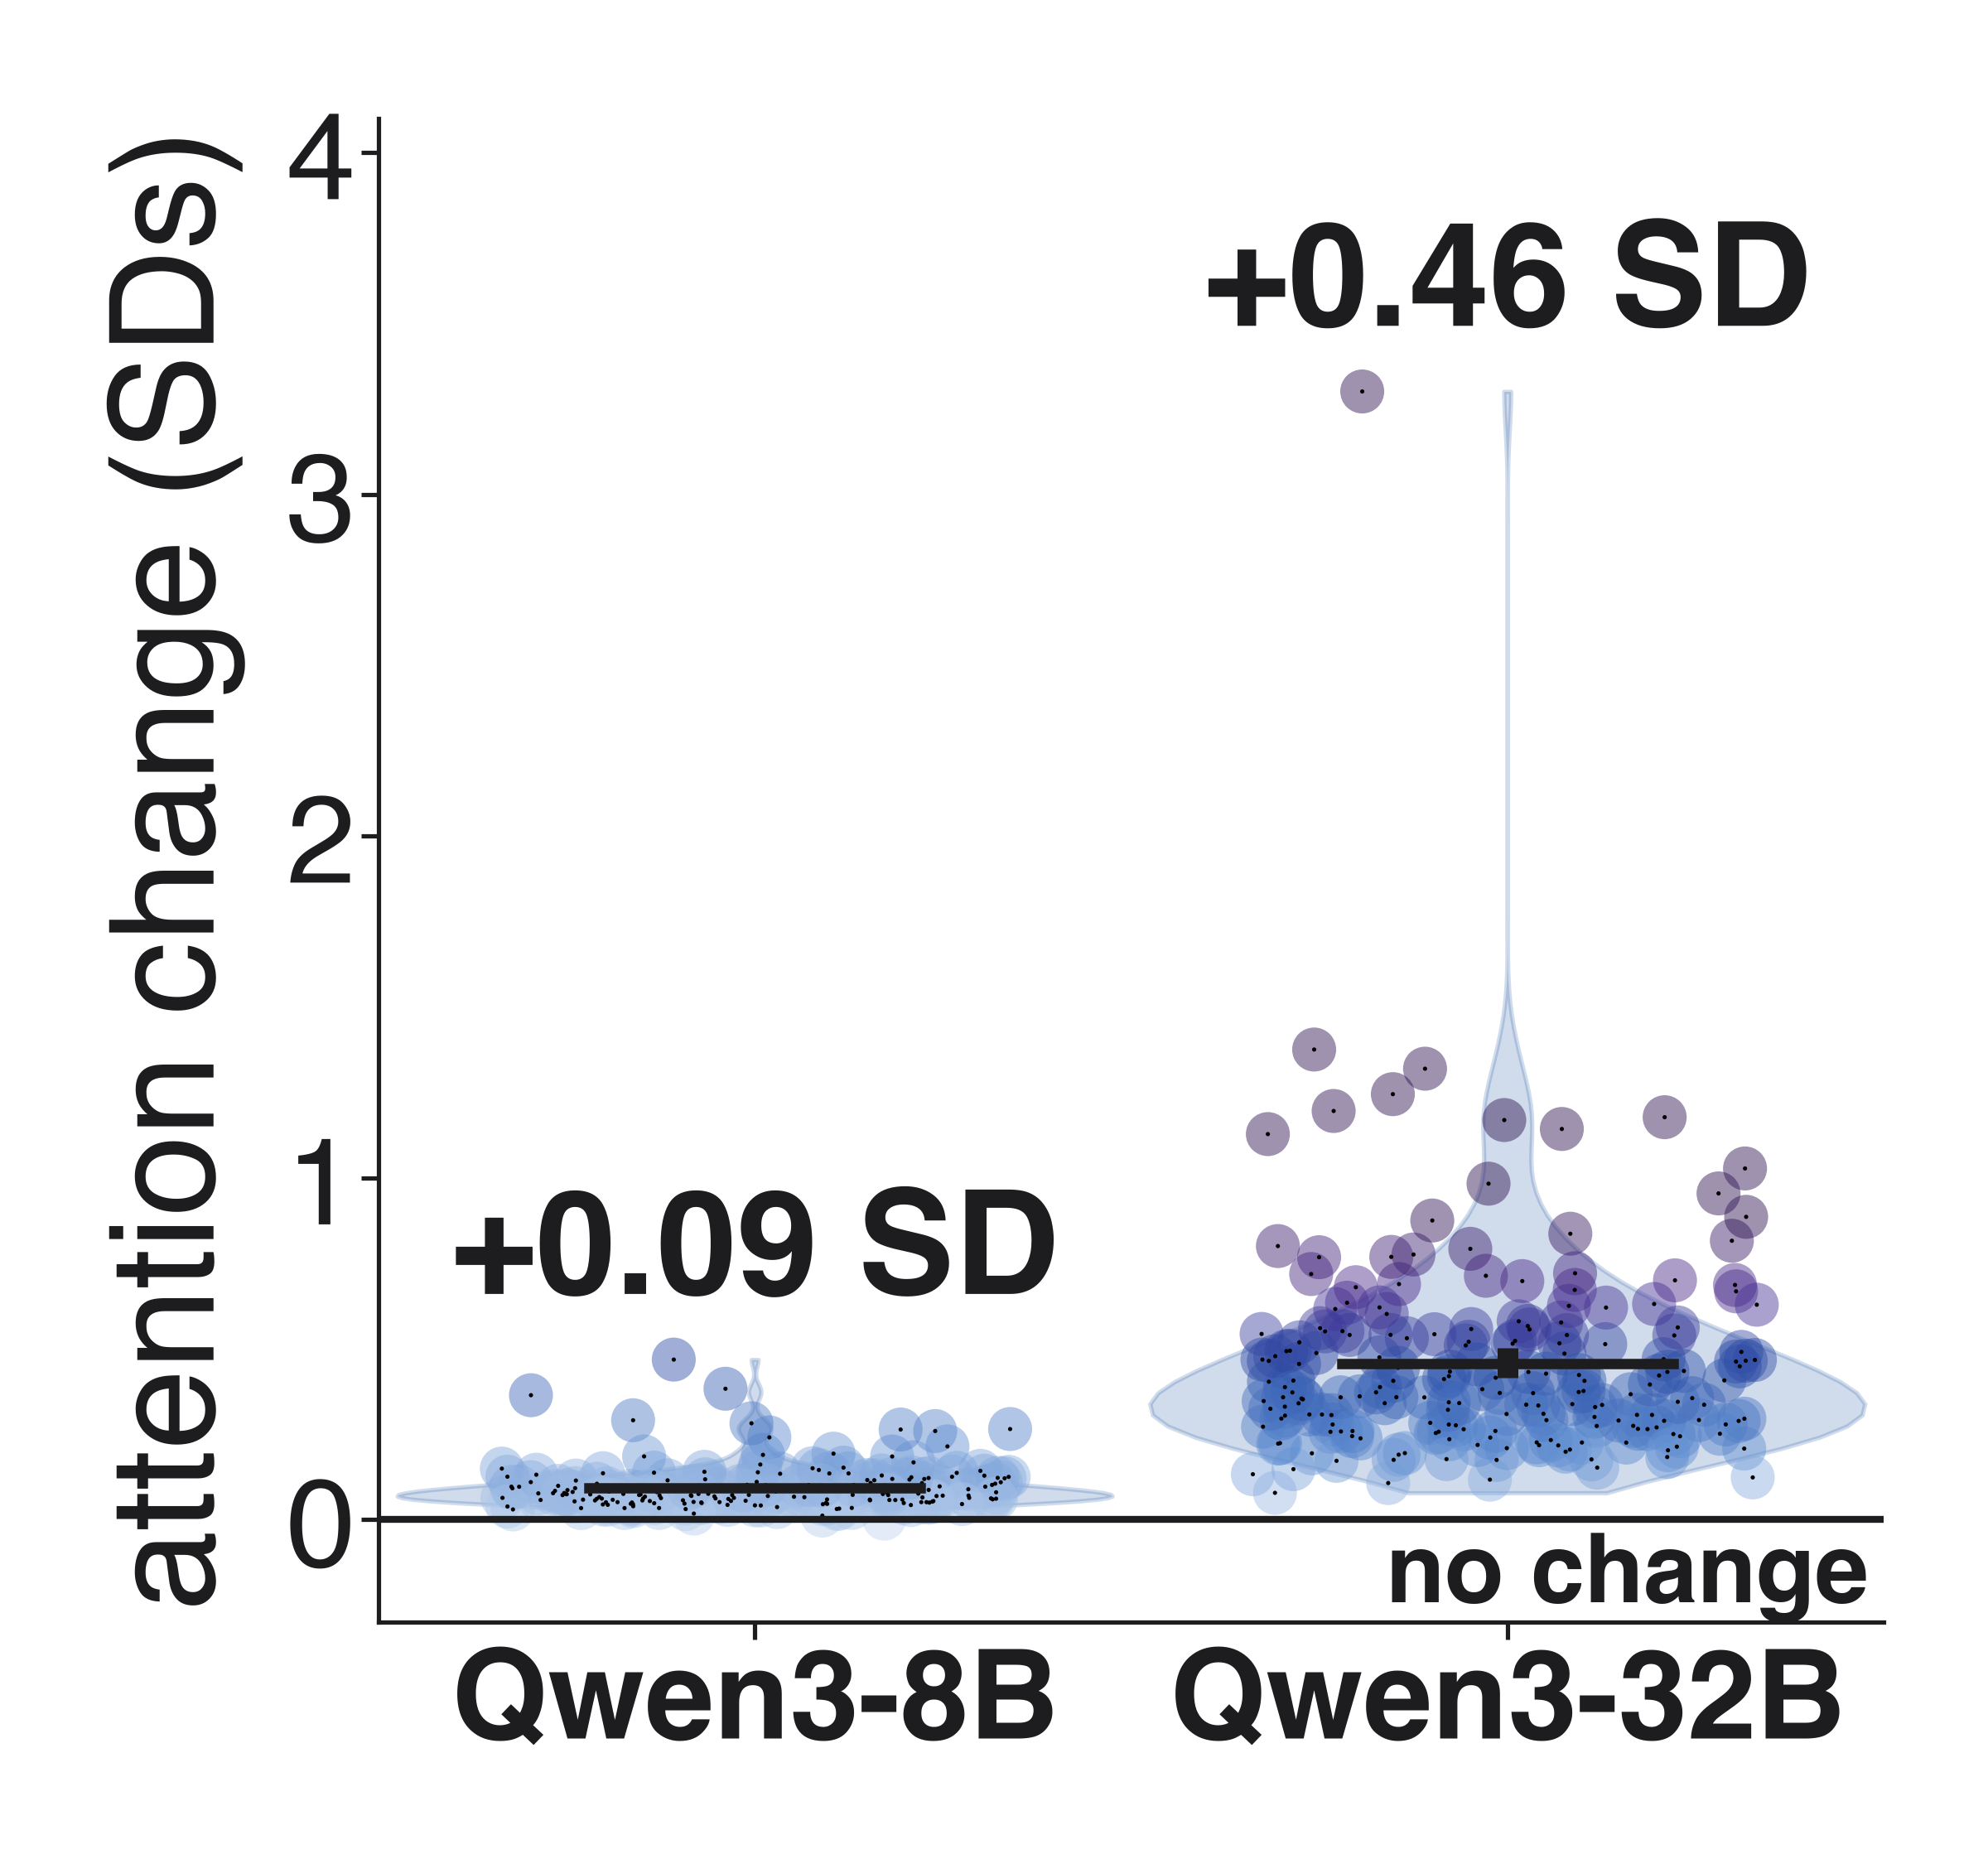 attention change (SDs)
4
3
2
1
0
+0.46 SD
+0.09 SD
no change
Qwen3-8B
Qwen3-32B